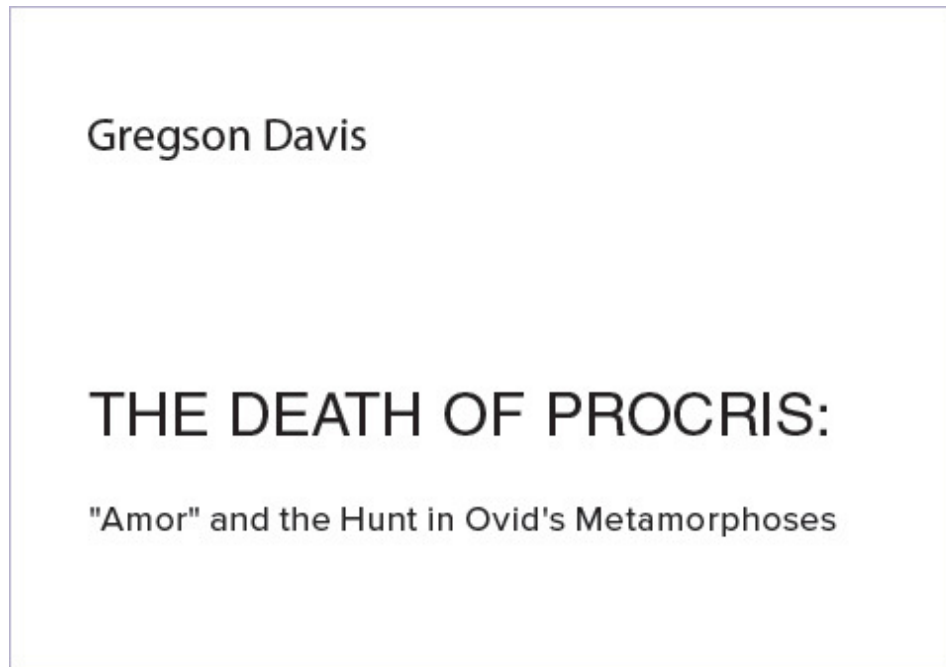 Gregson Davis
THE DEATH OF PROCRIS:
"Amor" and the Hunt in Ovid's Metamorphoses